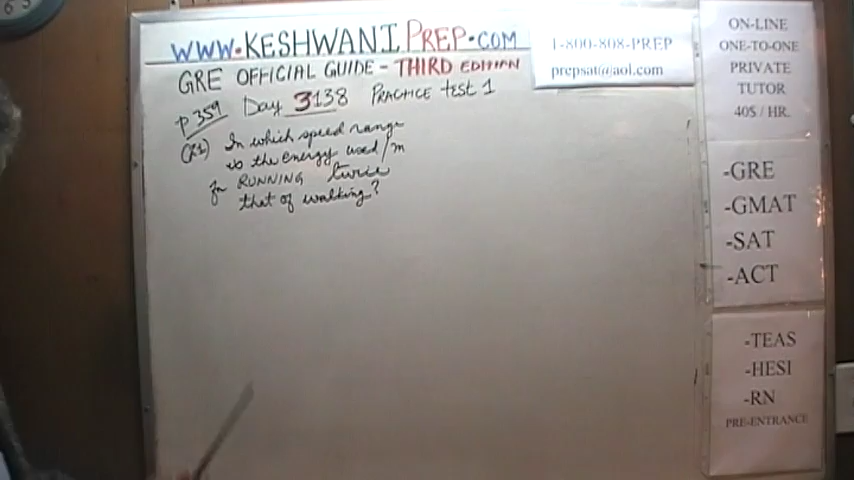 WWW.KESHWANIPREP.COM
GRE OFFICIAL GUIDE - THIRD EDITION
p 359 Day 3138 PRACTICE TEST 1
(21) In which speed range
is the energy used/m
for RUNNING twice
that of walking?
1-800-808-PREP
prepsat@aol.com
ON-LINE
ONE-TO-ONE
PRIVATE
TUTOR
40$ / HR.
-GRE
-GMAT
-SAT
-ACT
-TEAS
-HESI
-RN
PRE-ENTRANCE